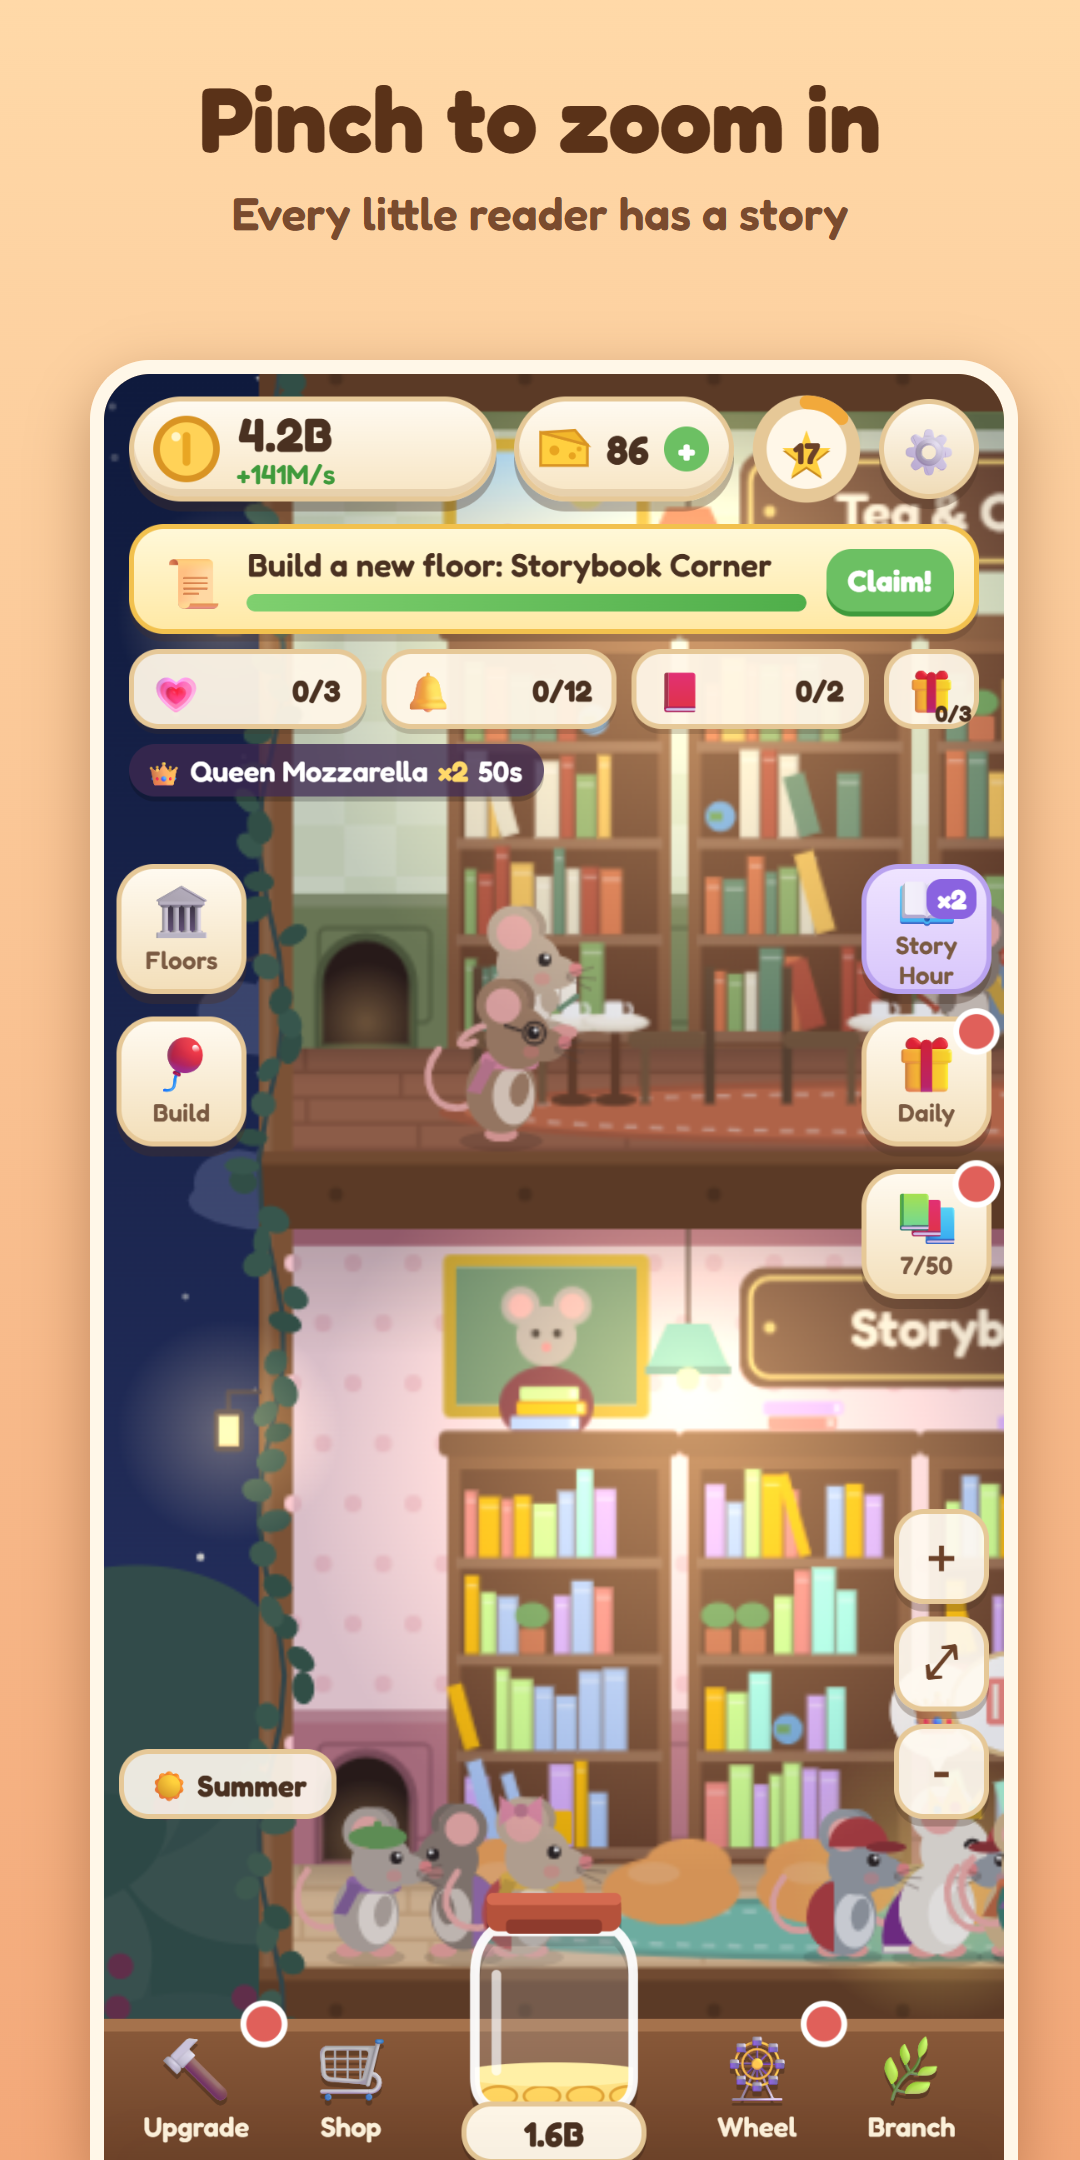 Pinch to zoom in
Every little reader has a story
4.2B
+141M/s
86
+
17
Tea & C
Build a new floor: Storybook Corner
Claim!
0/3
0/12
0/2
0/3
Queen Mozzarella x2 50s
Floors
x2
Story
Hour
Build
Daily
7/50
Storyb
+
-
Summer
Upgrade
Shop
1.6B
Wheel
Branch